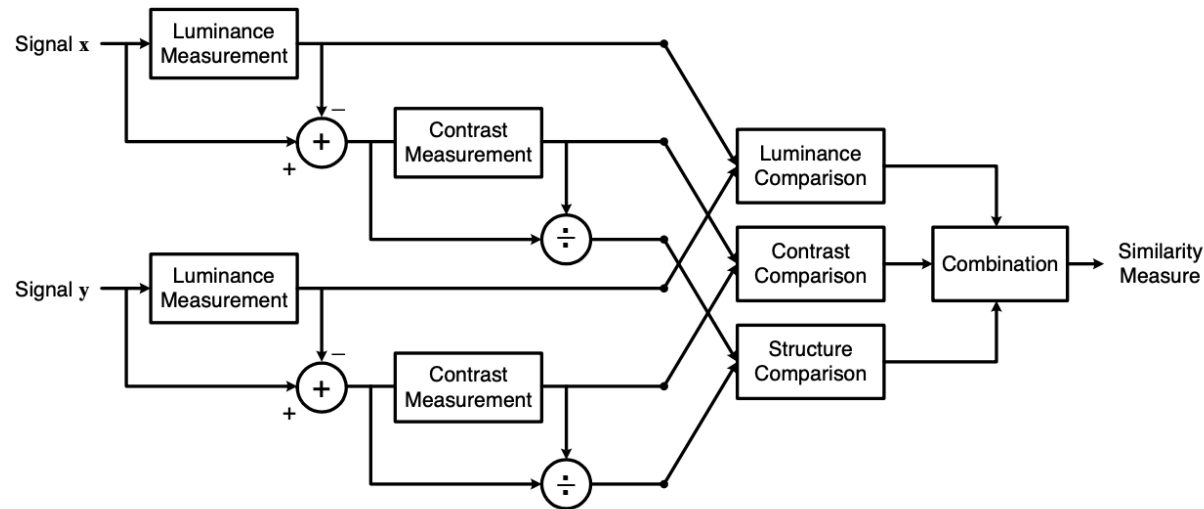 Signal x
Luminance
Measurement
−
+
+
Contrast
Measurement
÷
Signal y
Luminance
Measurement
−
+
+
Contrast
Measurement
÷
Luminance
Comparison
Contrast
Comparison
Structure
Comparison
Combination
Similarity
Measure